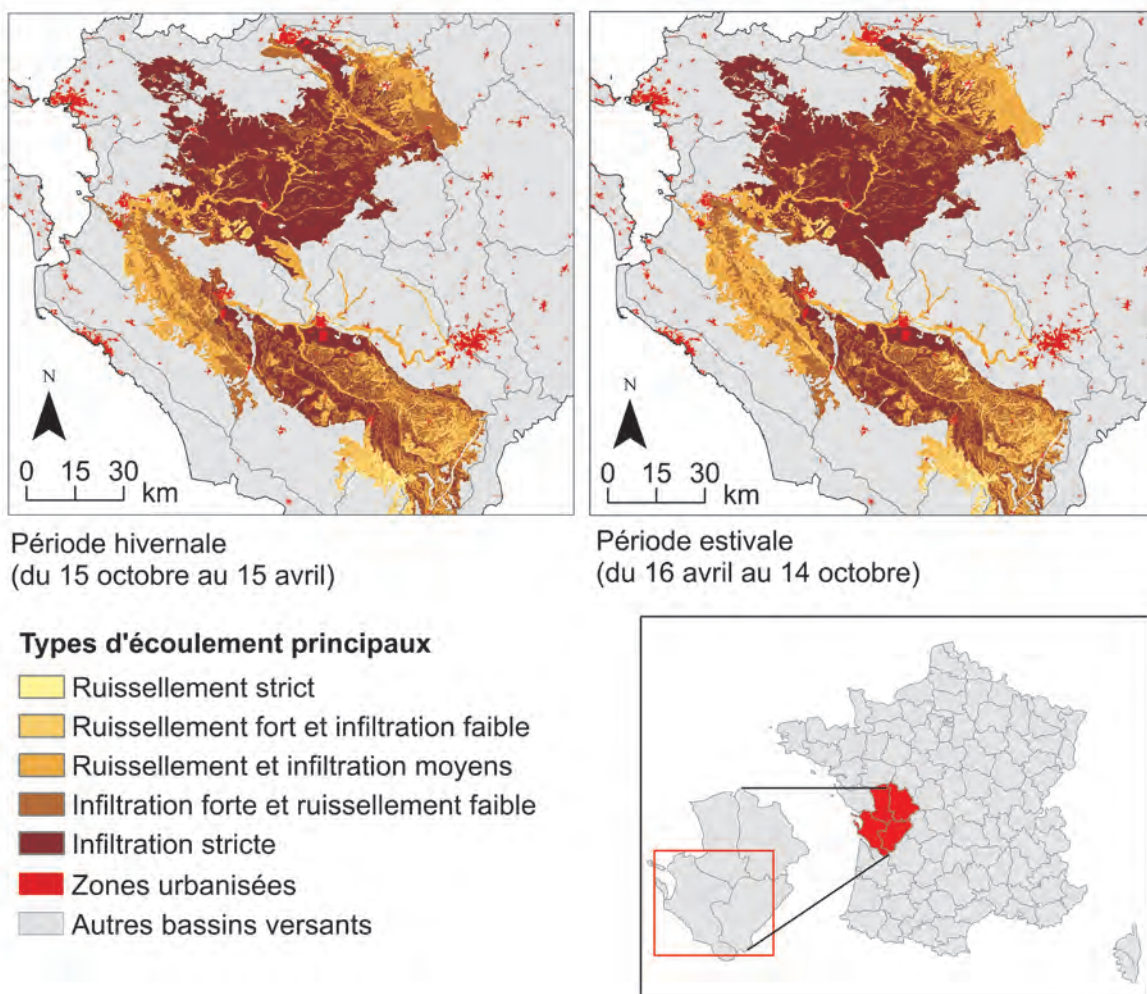 N
0 15 30
km
Période hivernale
(du 15 octobre au 15 avril)
N
0 15 30
km
Période estivale
(du 16 avril au 14 octobre)
Types d'écoulement principaux
Ruissellement strict
Ruissellement fort et infiltration faible
Ruissellement et infiltration moyens
Infiltration forte et ruissellement faible
Infiltration stricte
Zones urbanisées
Autres bassins versants